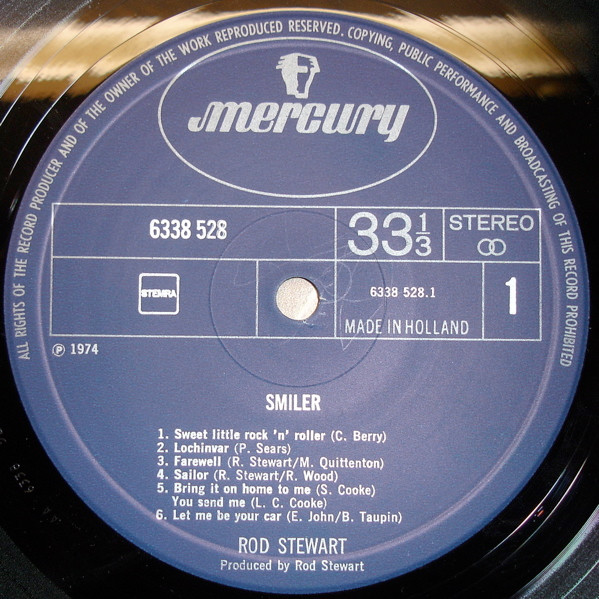 ALL RIGHTS OF THE RECORD PRODUCER AND OF THE OWNER OF THE WORK REPRODUCED RESERVED. COPYING, PUBLIC PERFORMANCE AND BROADCASTING OF THIS RECORD PROHIBITED
mercury
6338 528
33 1/3
STEREO
STEMRA
6338 528.1
1
MADE IN HOLLAND
℗ 1974
SMILER
1. Sweet little rock 'n' roller (C. Berry)
2. Lochinvar (P. Sears)
3. Farewell (R. Stewart/M. Quittenton)
4. Sailor (R. Stewart/R. Wood)
5. Bring it on home to me (S. Cooke)
You send me (L. C. Cooke)
6. Let me be your car (E. John/B. Taupin)
ROD STEWART
Produced by Rod Stewart